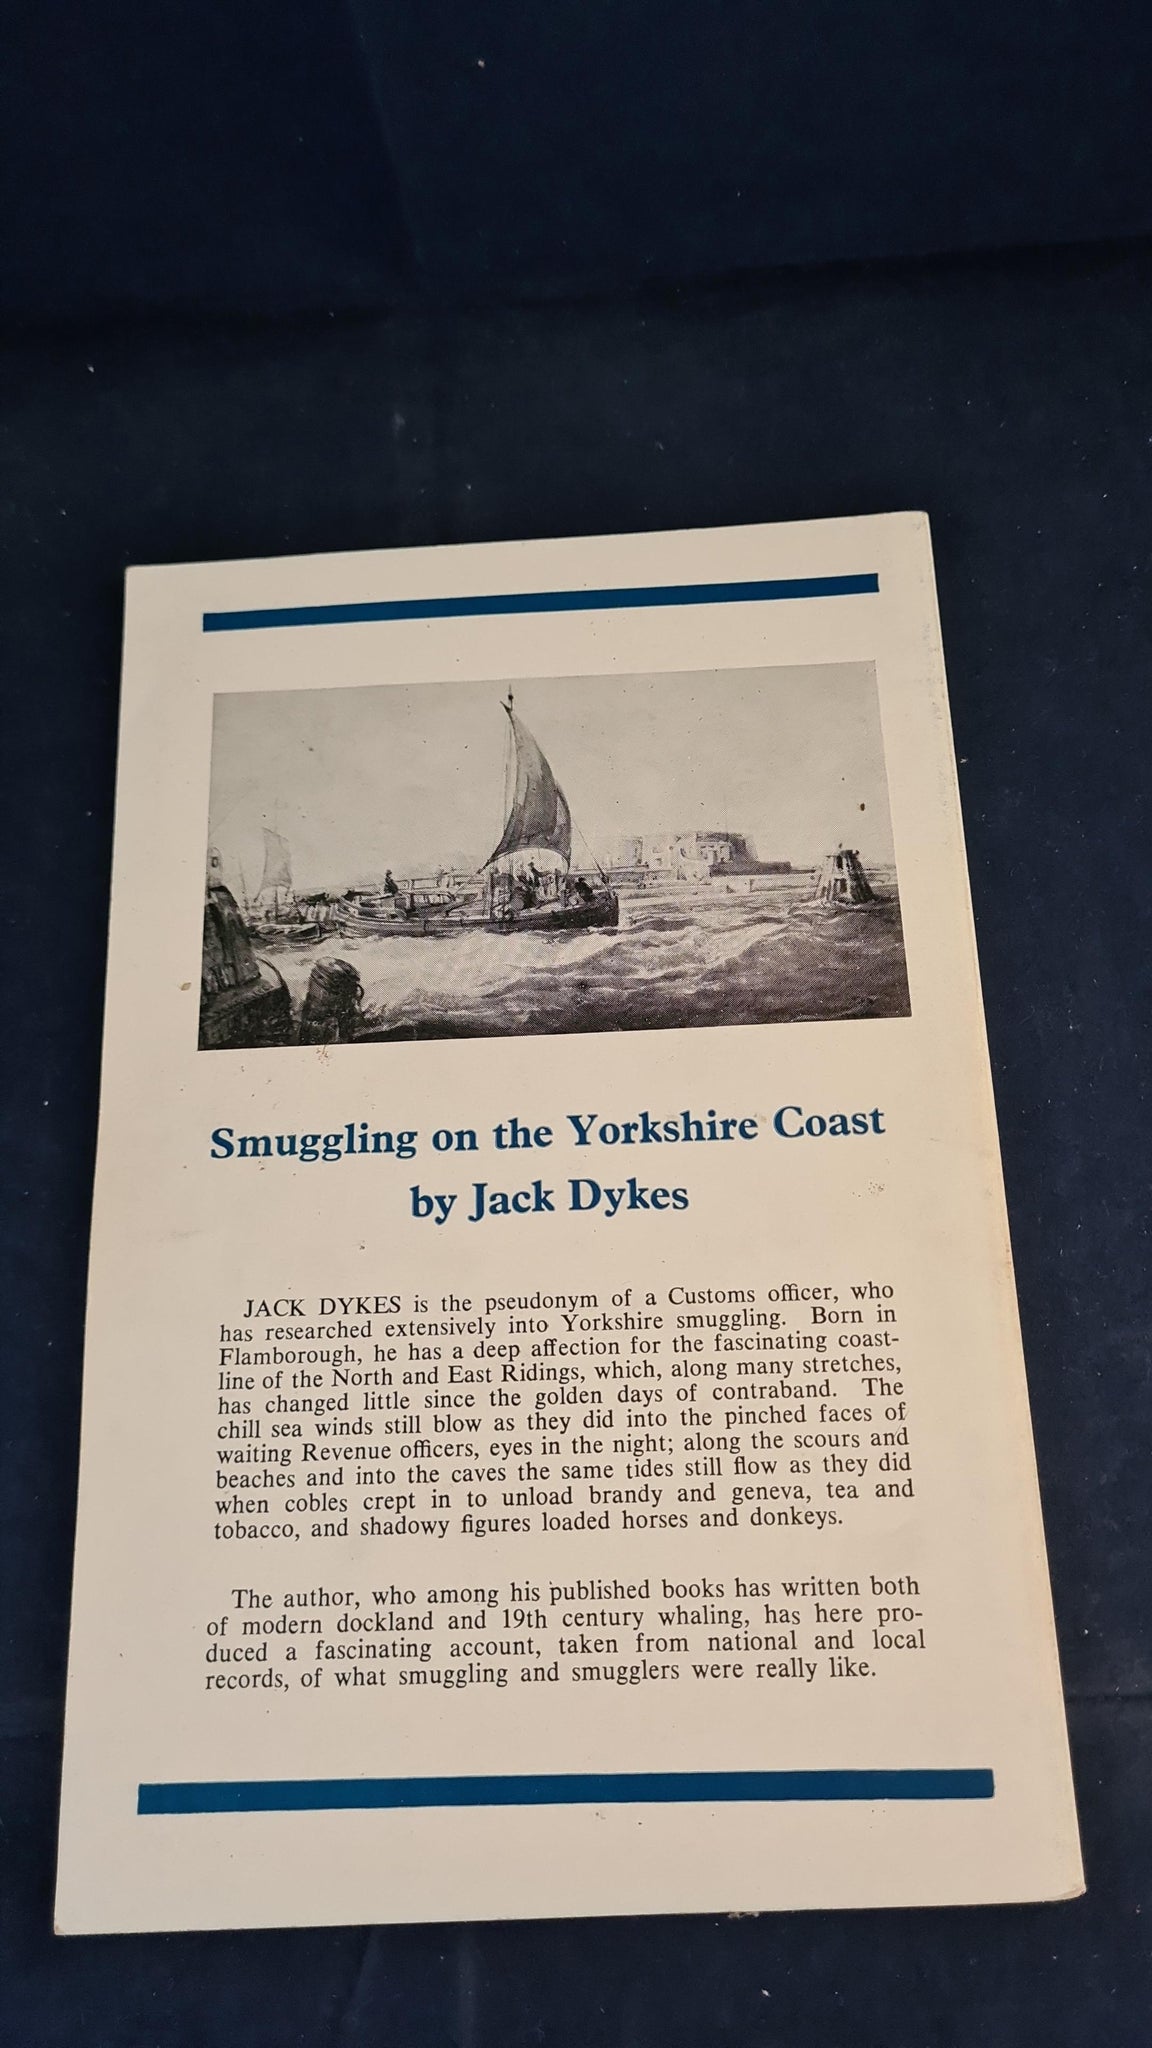 Smuggling on the Yorkshire Coast
by Jack Dykes
JACK DYKES is the pseudonym of a Customs officer, who
has researched extensively into Yorkshire smuggling. Born in
Flamborough, he has a deep affection for the fascinating coast-
line of the North and East Ridings, which, along many stretches,
has changed little since the golden days of contraband. The
chill sea winds still blow as they did into the pinched faces of
waiting Revenue officers, eyes in the night; along the scours and
beaches and into the caves the same tides still flow as they did
when cobles crept in to unload brandy and geneva, tea and
tobacco, and shadowy figures loaded horses and donkeys.
The author, who among his published books has written both
of modern dockland and 19th century whaling, has here pro-
duced a fascinating account, taken from national and local
records, of what smuggling and smugglers were really like.